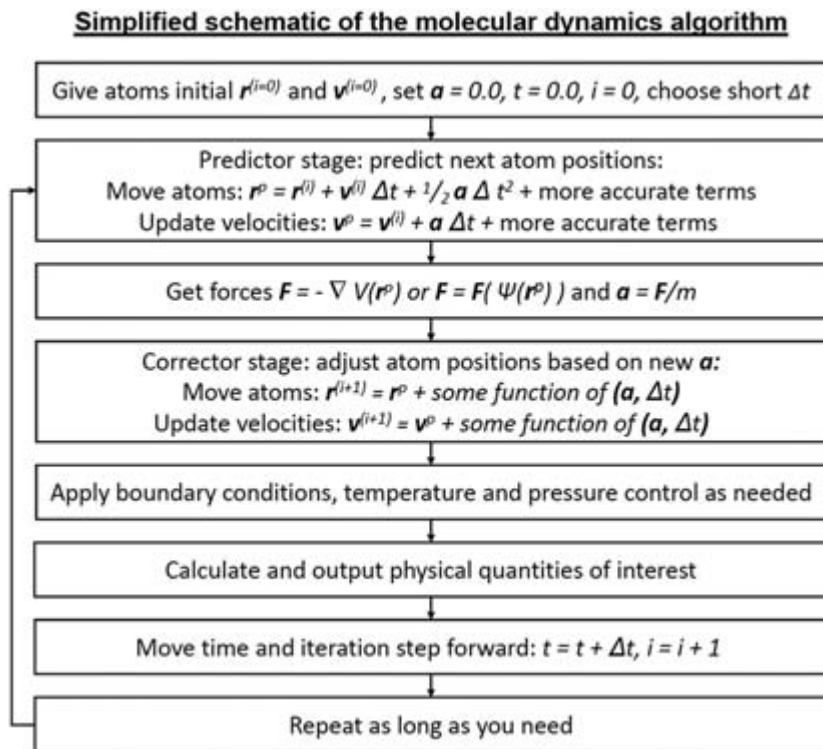 Simplified schematic of the molecular dynamics algorithm
Give atoms initial r⁽ⁱ⁼⁰⁾ and v⁽ⁱ⁼⁰⁾ , set a = 0.0, t = 0.0, i = 0, choose short Δt
Predictor stage: predict next atom positions:
Move atoms: rᵖ = r⁽ⁱ⁾ + v⁽ⁱ⁾ Δt + ¹/₂ a Δ t² + more accurate terms
Update velocities: vᵖ = v⁽ⁱ⁾ + a Δt + more accurate terms
Get forces F = - ∇ V(rᵖ) or F = F( Ψ(rᵖ) ) and a = F/m
Corrector stage: adjust atom positions based on new a:
Move atoms: r⁽ⁱ⁺¹⁾ = rᵖ + some function of (a, Δt)
Update velocities: v⁽ⁱ⁺¹⁾ = vᵖ + some function of (a, Δt)
Apply boundary conditions, temperature and pressure control as needed
Calculate and output physical quantities of interest
Move time and iteration step forward: t = t + Δt, i = i + 1
Repeat as long as you need